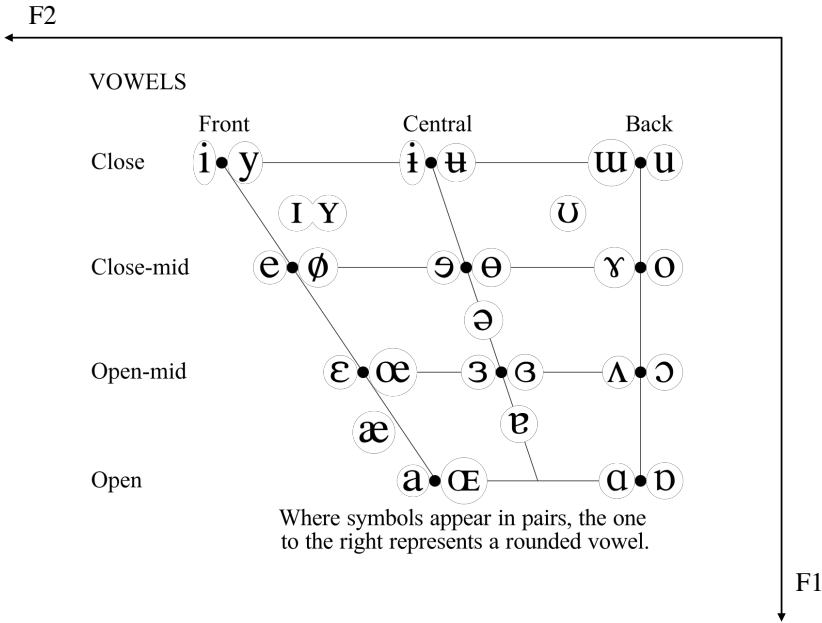 F2
VOWELS
Front Central Back
Close i y ɨ ʉ ɯ u
ɪ ʏ ʊ
Close-mid e ø ɘ ɵ ɤ o
ə
Open-mid ɛ œ ɜ ɞ ʌ ɔ
æ ɐ
Open a ɶ ɑ ɒ
Where symbols appear in pairs, the one
to the right represents a rounded vowel.
F1